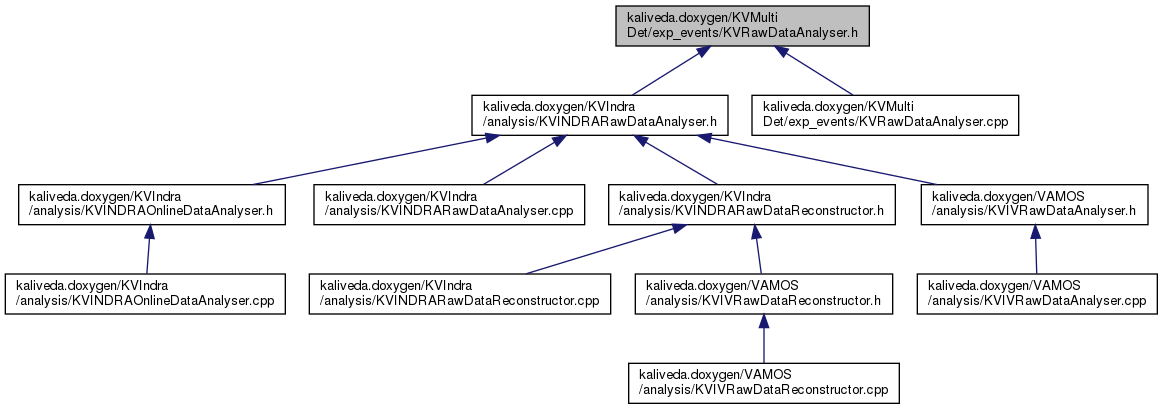 kaliveda.doxygen/KVMulti
Det/exp_events/KVRawDataAnalyser.h
kaliveda.doxygen/KVIndra
/analysis/KVINDRARawDataAnalyser.h
kaliveda.doxygen/KVMulti
Det/exp_events/KVRawDataAnalyser.cpp
kaliveda.doxygen/KVIndra
/analysis/KVINDRAOnlineDataAnalyser.h
kaliveda.doxygen/KVIndra
/analysis/KVINDRARawDataAnalyser.cpp
kaliveda.doxygen/KVIndra
/analysis/KVINDRARawDataReconstructor.h
kaliveda.doxygen/VAMOS
/analysis/KVIVRawDataAnalyser.h
kaliveda.doxygen/KVIndra
/analysis/KVINDRAOnlineDataAnalyser.cpp
kaliveda.doxygen/KVIndra
/analysis/KVINDRARawDataReconstructor.cpp
kaliveda.doxygen/VAMOS
/analysis/KVIVRawDataReconstructor.h
kaliveda.doxygen/VAMOS
/analysis/KVIVRawDataAnalyser.cpp
kaliveda.doxygen/VAMOS
/analysis/KVIVRawDataReconstructor.cpp